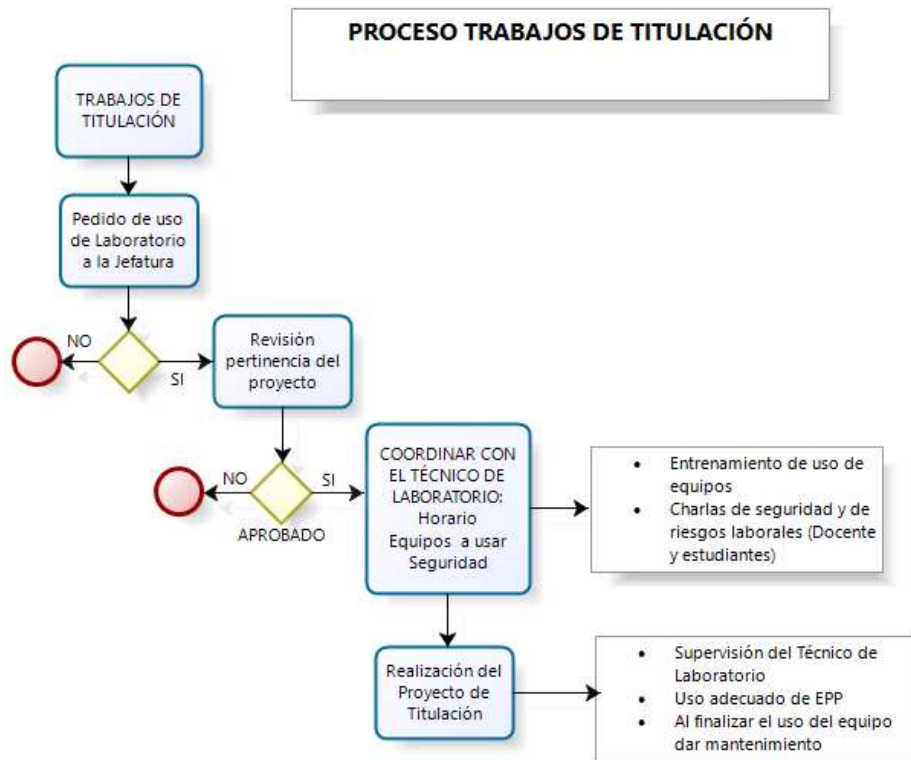 PROCESO TRABAJOS DE TITULACIÓN
TRABAJOS DE
TITULACIÓN
Pedido de uso
de Laboratorio
a la Jefatura
NO
SI
Revisión
pertinencia del
proyecto
NO
SI
APROBADO
COORDINAR CON
EL TÉCNICO DE
LABORATORIO:
Horario
Equipos a usar
Seguridad
• Entrenamiento de uso de
equipos
• Charlas de seguridad y de
riesgos laborales (Docente
y estudiantes)
Realización del
Proyecto de
Titulación
• Supervisión del Técnico de
Laboratorio
• Uso adecuado de EPP
• Al finalizar el uso del equipo
dar mantenimiento